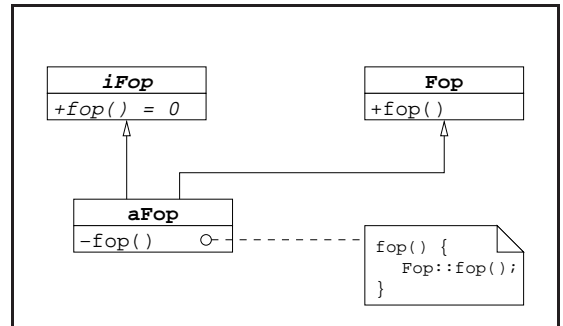 iFop
+fop() = 0
Fop
+fop()
aFop
-fop()
fop() {
Fop::fop();
}